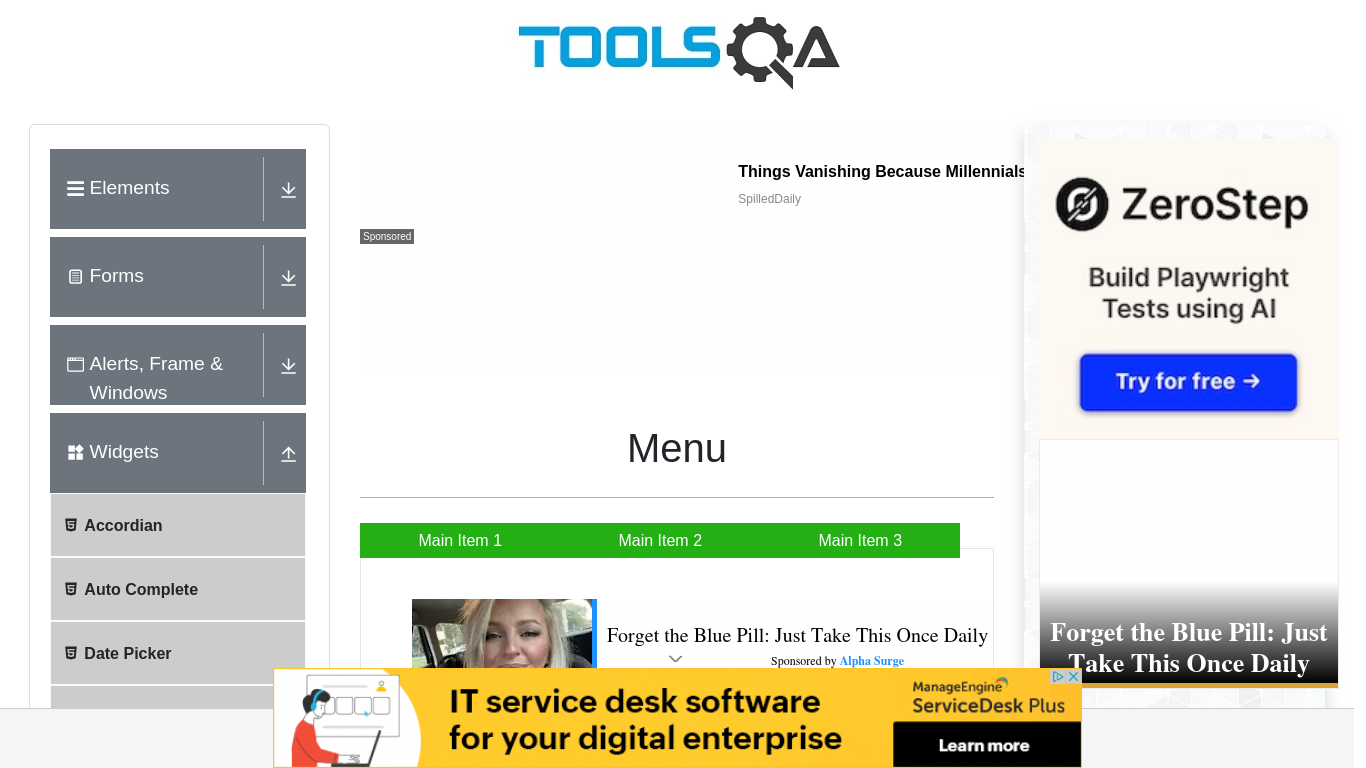 TOOLSQA
Elements
Forms
Alerts, Frame &
Windows
Widgets
Accordian
Auto Complete
Date Picker
Things Vanishing Because Millennials
SpilledDaily
Sponsored
Menu
Main Item 1
Main Item 2
Main Item 3
Forget the Blue Pill: Just Take This Once Daily
Sponsored by Alpha Surge
ZeroStep
Build Playwright
Tests using AI
Try for free →
Forget the Blue Pill: Just
Take This Once Daily
IT service desk software
for your digital enterprise
ManageEngine
ServiceDesk Plus
Learn more